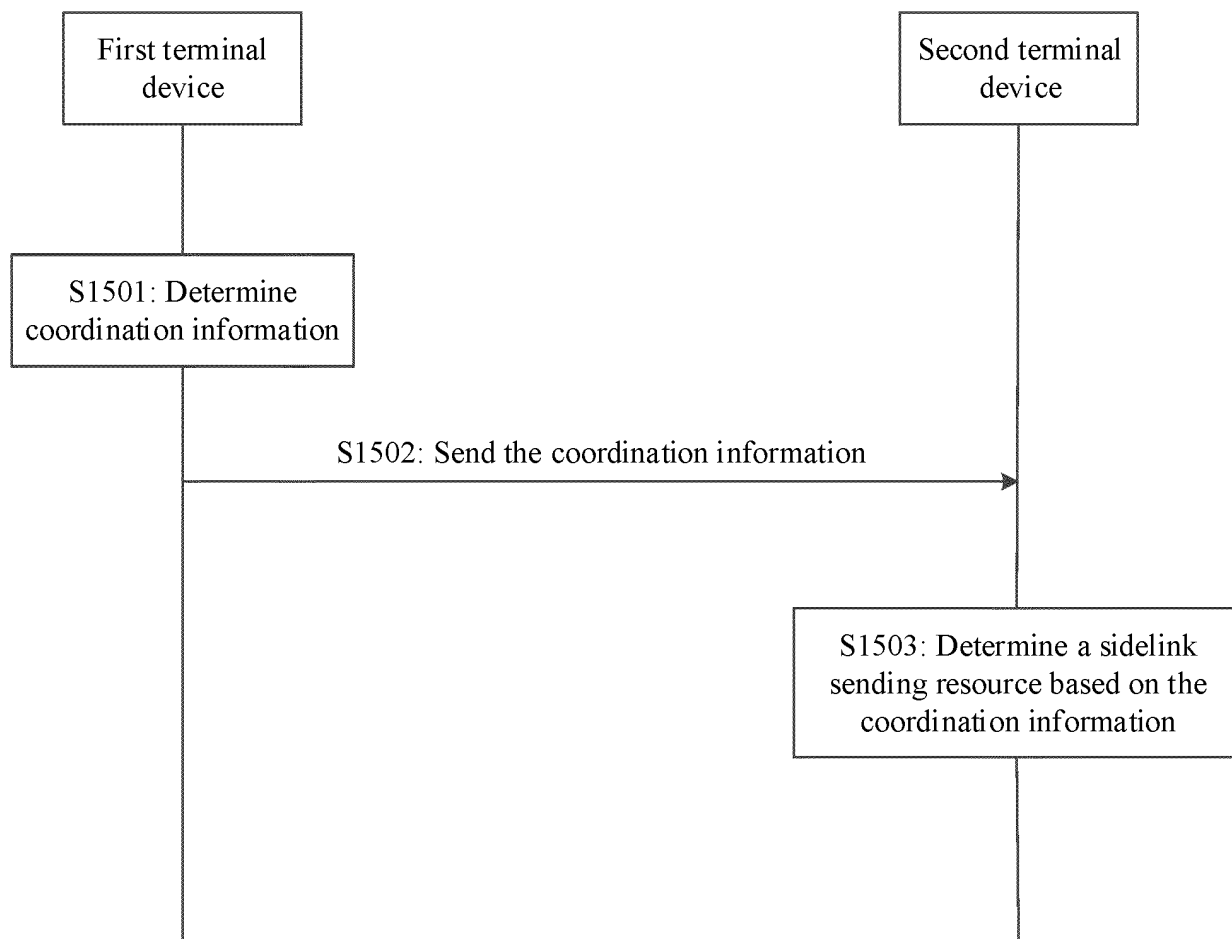 First terminal
device
Second terminal
device
S1501: Determine
coordination information
S1502: Send the coordination information
S1503: Determine a sidelink
sending resource based on the
coordination information